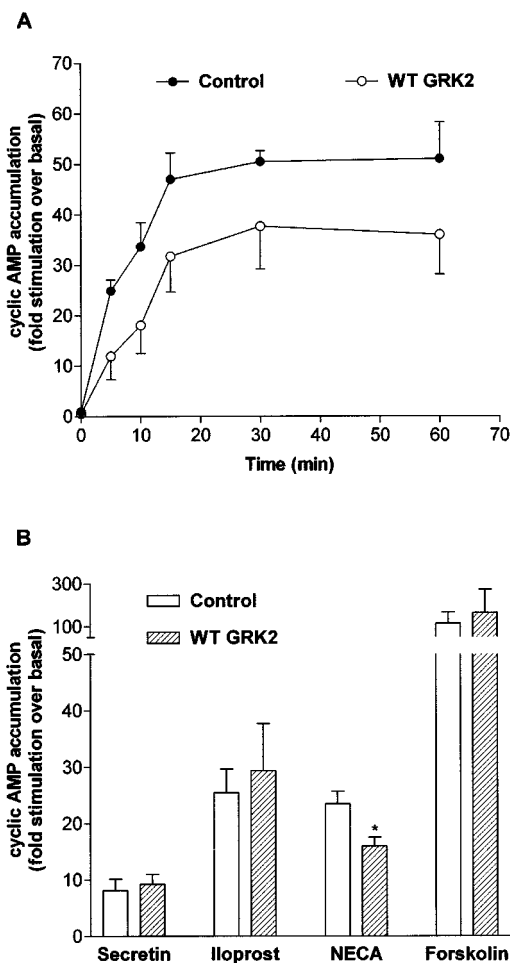 A
Control
WT GRK2
cyclic AMP accumulation
(fold stimulation over basal)
70
60
50
40
30
20
10
0
0 10 20 30 40 50 60 70
Time (min)
B
Control
WT GRK2
cyclic AMP accumulation
(fold stimulation over basal)
300
100
50
40
30
20
10
0
*
Secretin Iloprost NECA Forskolin